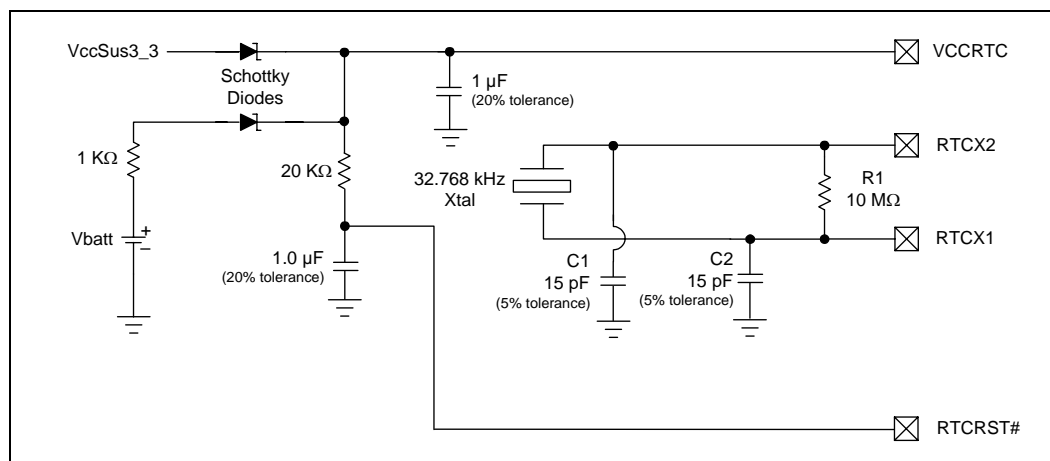 VccSus3_3
Schottky
Diodes
1 µF
(20% tolerance)
VCCRTC
1 KΩ
20 KΩ
32.768 kHz
Xtal
RTCX2
R1
10 MΩ
Vbatt
+
−
1.0 µF
(20% tolerance)
C1
15 pF
(5% tolerance)
C2
15 pF
(5% tolerance)
RTCX1
RTCRST#